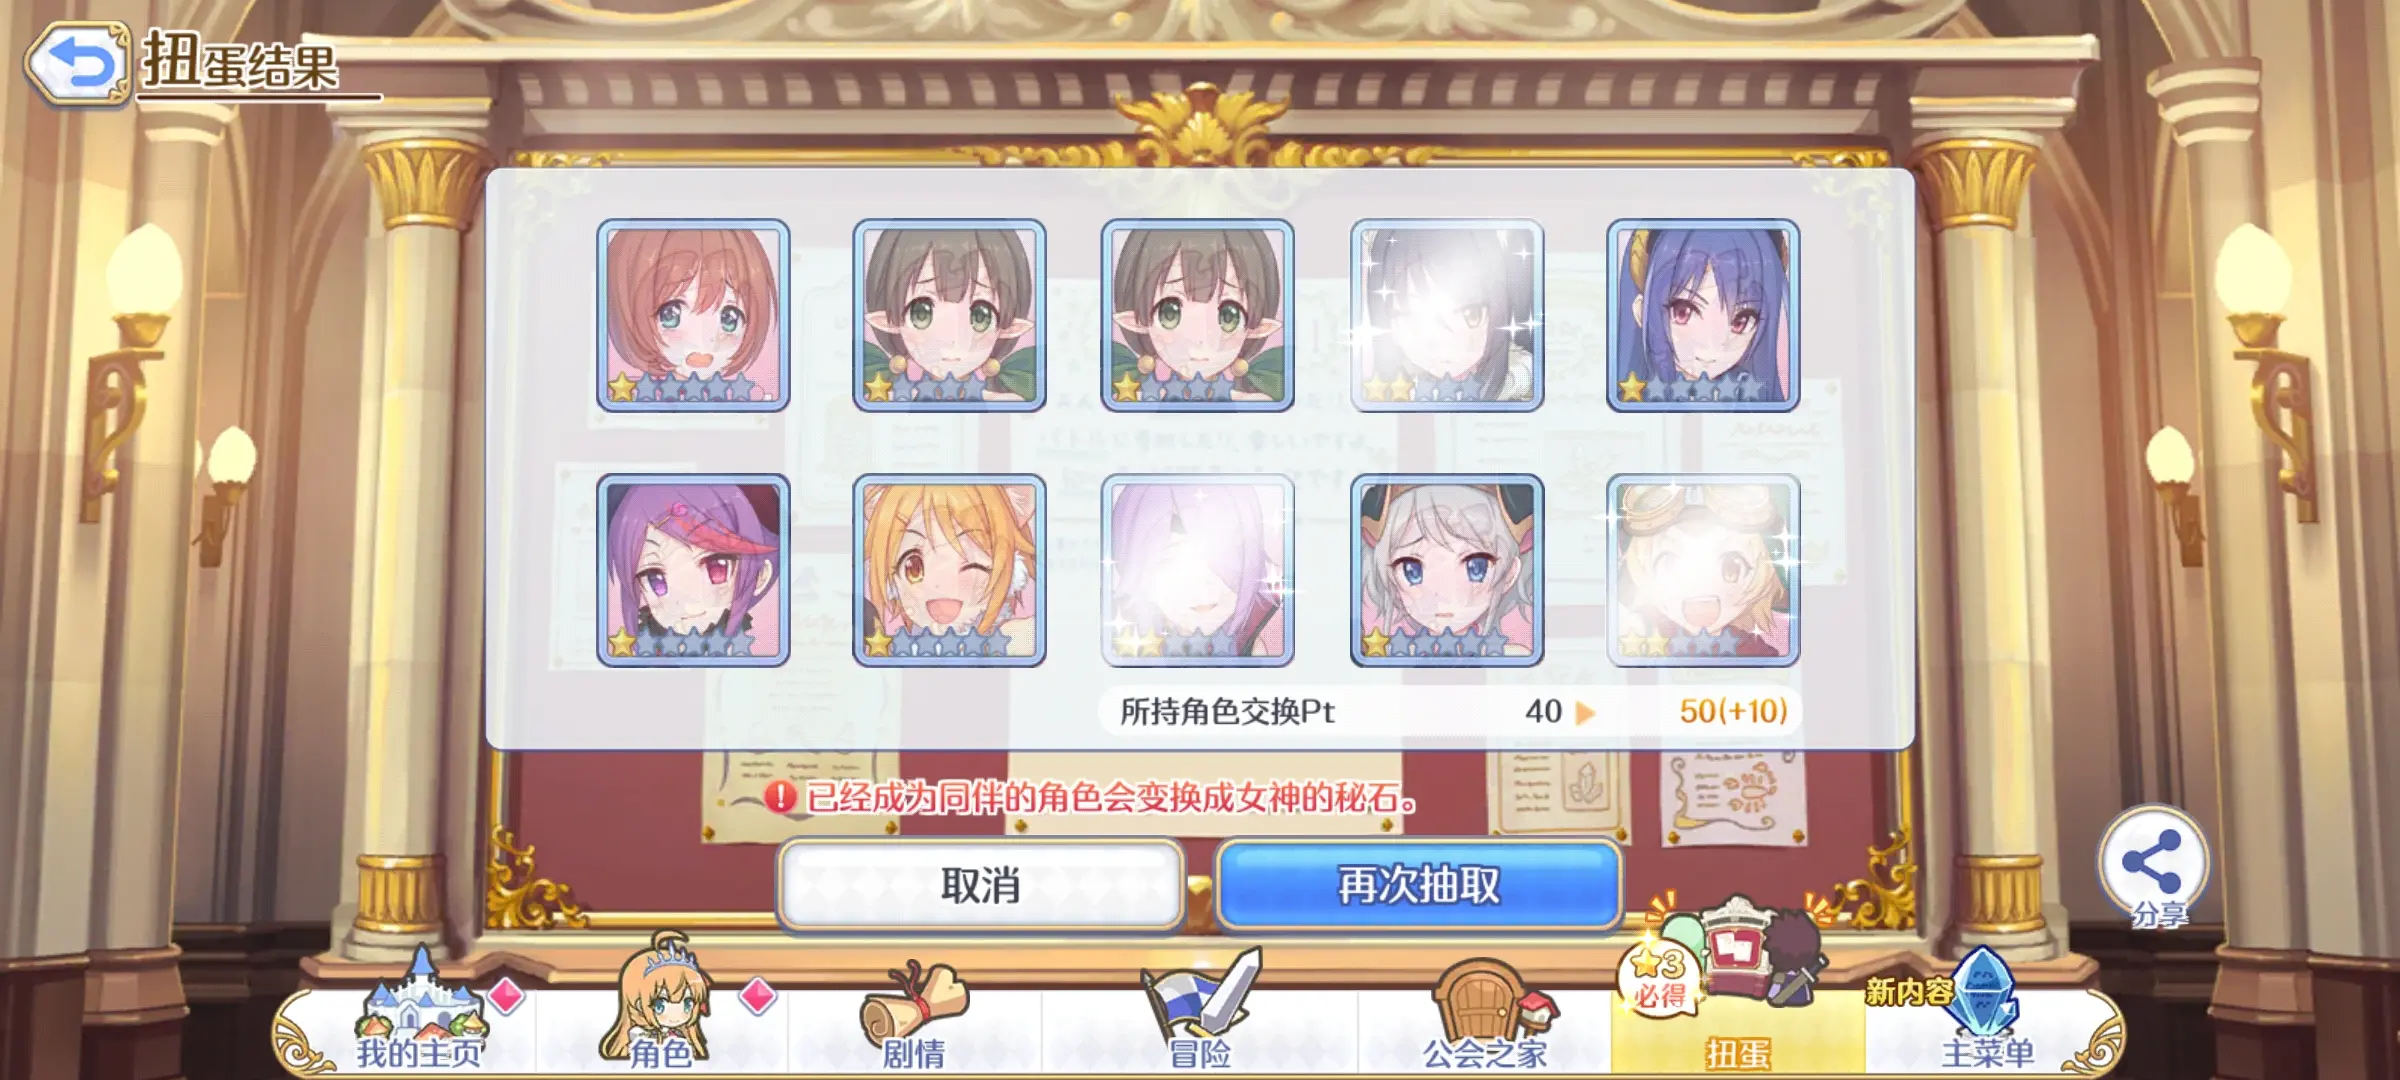 扭蛋结果
所持角色交换Pt 40 50(+10)
已经成为同伴的角色会变换成女神的秘石。
取消
再次抽取
分享
3
必得
新内容
我的主页
角色
剧情
冒险
公会之家
扭蛋
主菜单